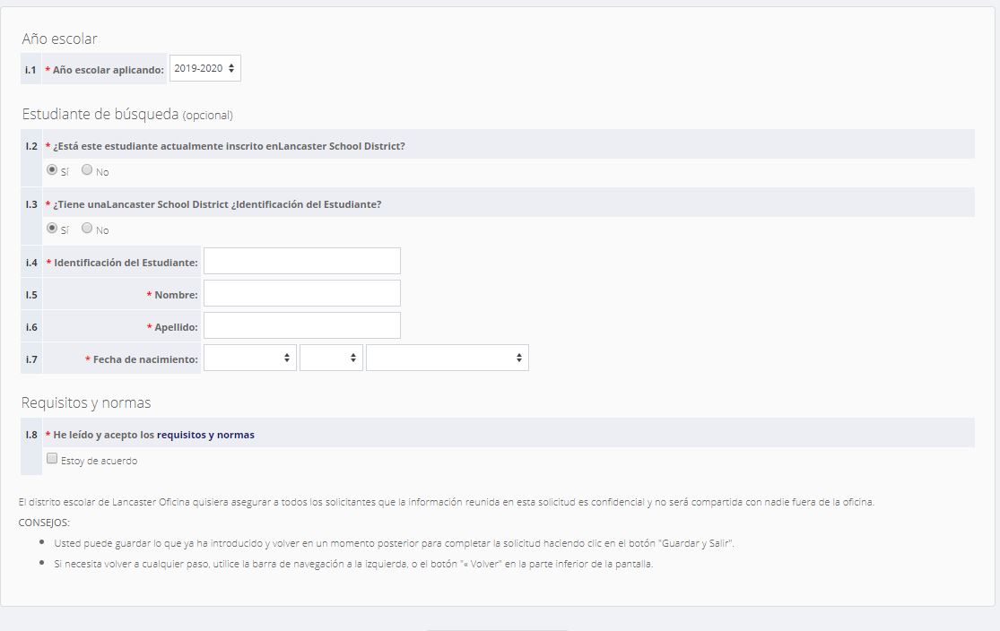 Año escolar
i.1 * Año escolar aplicando: 2019-2020
Estudiante de búsqueda (opcional)
I.2 * ¿Está este estudiante actualmente inscrito enLancaster School District?
Sí No
I.3 * ¿Tiene unaLancaster School District ¿Identificación del Estudiante?
Sí No
i.4 * Identificación del Estudiante:
I.5 * Nombre:
i.6 * Apellido:
i.7 * Fecha de nacimiento:
Requisitos y normas
I.8 * He leído y acepto los requisitos y normas
Estoy de acuerdo
El distrito escolar de Lancaster Oficina quisiera asegurar a todos los solicitantes que la información reunida en esta solicitud es confidencial y no será compartida con nadie fuera de la oficina.
CONSEJOS:
• Usted puede guardar lo que ya ha introducido y volver en un momento posterior para completar la solicitud haciendo clic en el botón "Guardar y Salir".
• Si necesita volver a cualquier paso, utilice la barra de navegación a la izquierda, o el botón "« Volver" en la parte inferior de la pantalla.